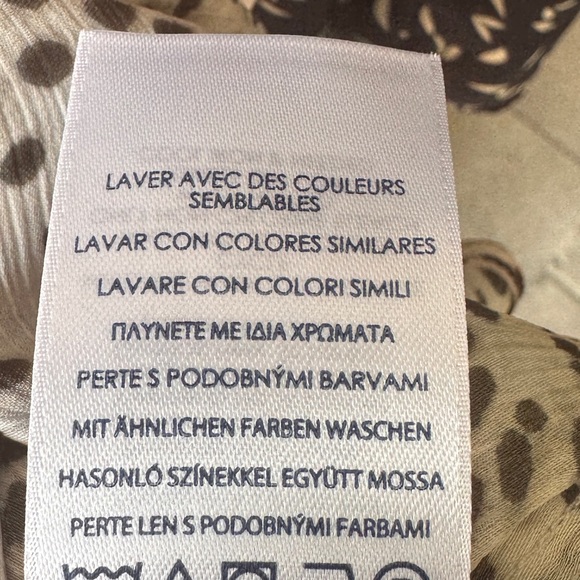 LAVER AVEC DES COULEURS
SEMBLABLES
LAVAR CON COLORES SIMILARES
LAVARE CON COLORI SIMILI
ΠΛΥΝΕΤΕ ΜΕ ΙΔΙΑ ΧΡΩΜΑΤΑ
PERTE S PODOBNÝMI BARVAMI
MIT ÄHNLICHEN FARBEN WASCHEN
HASONLÓ SZÍNEKKEL EGYÜTT MOSSA
PERTE LEN S PODOBNÝMI FARBAMI